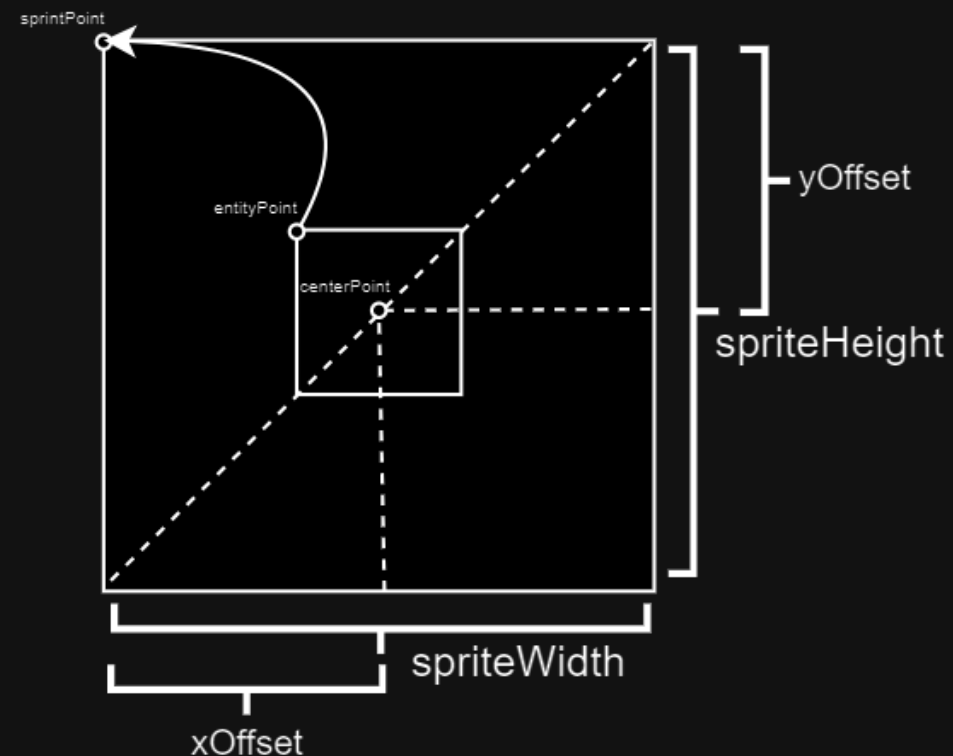 sprintPoint
yOffset
entityPoint
centerPoint
spriteHeight
spriteWidth
xOffset